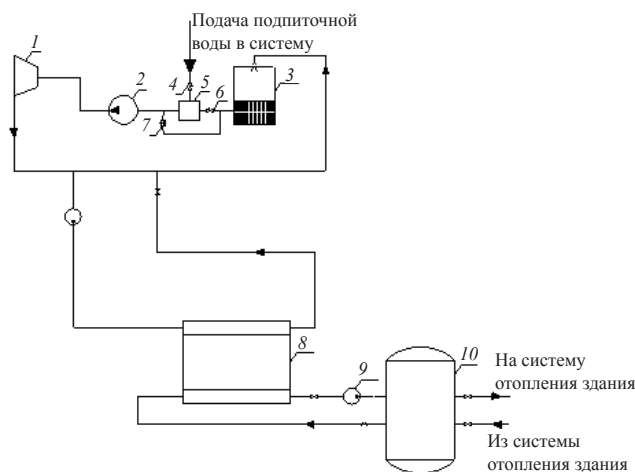 Подача подпиточной
воды в систему
1
2
4
5
6
3
7
8
9
10
На систему
отопления здания
Из системы
отопления здания